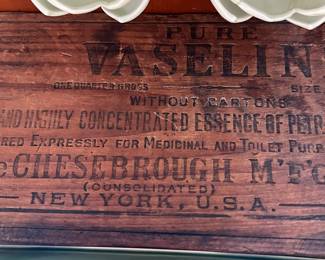 PURE
VASELIN
ONE QUARTER GROSS SIZE
WITHOUT CARTONS
AND HIGHLY CONCENTRATED ESSENCE OF PETR
RED EXPRESSLY FOR MEDICINAL AND TOILET PURP
CHESEBROUGH M'F'G
(CONSOLIDATED)
NEW YORK, U.S.A.